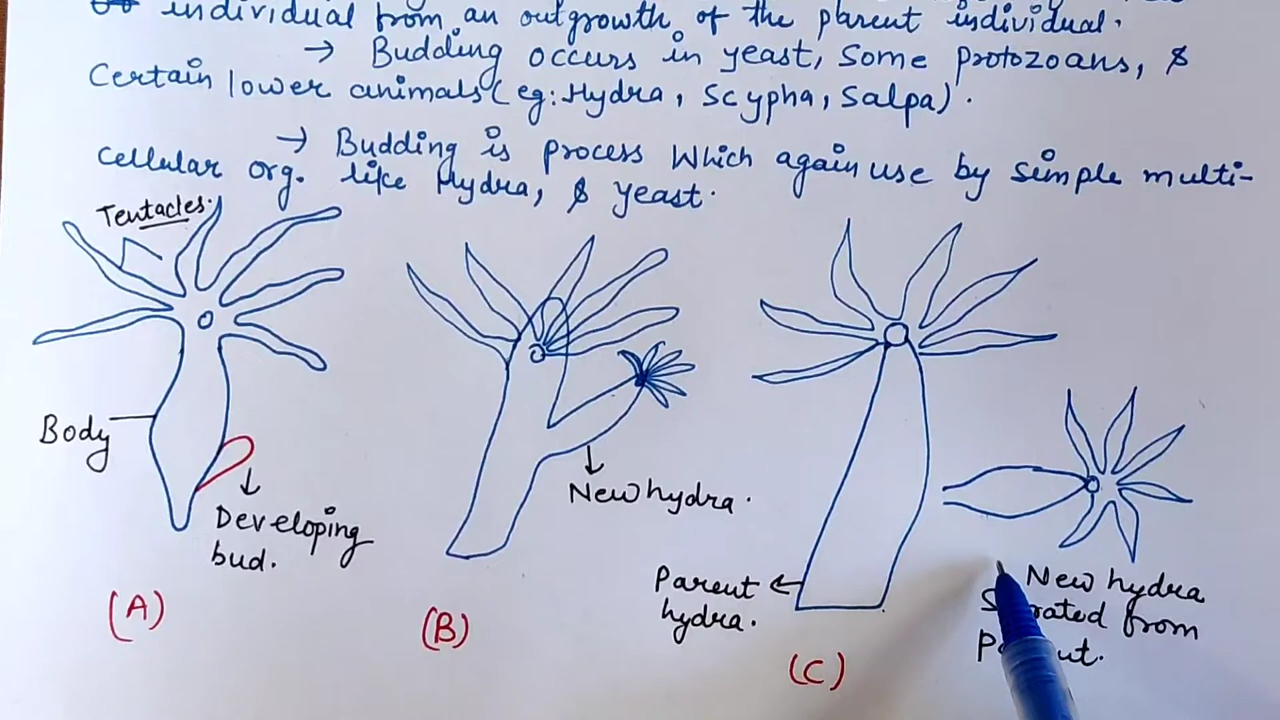 individual from an outgrowth of the parent individual.
→ Budding occurs in yeast, some protozoans, &
Certain lower animals (eg: Hydra, Scypha, Salpa).
→ Budding is process which again use by simple multi-
cellular org. like Hydra, & yeast.
Tentacles.
Body
Developing
bud.
(A)
New hydra.
(B)
Parent
hydra.
(C)
New hydra
from